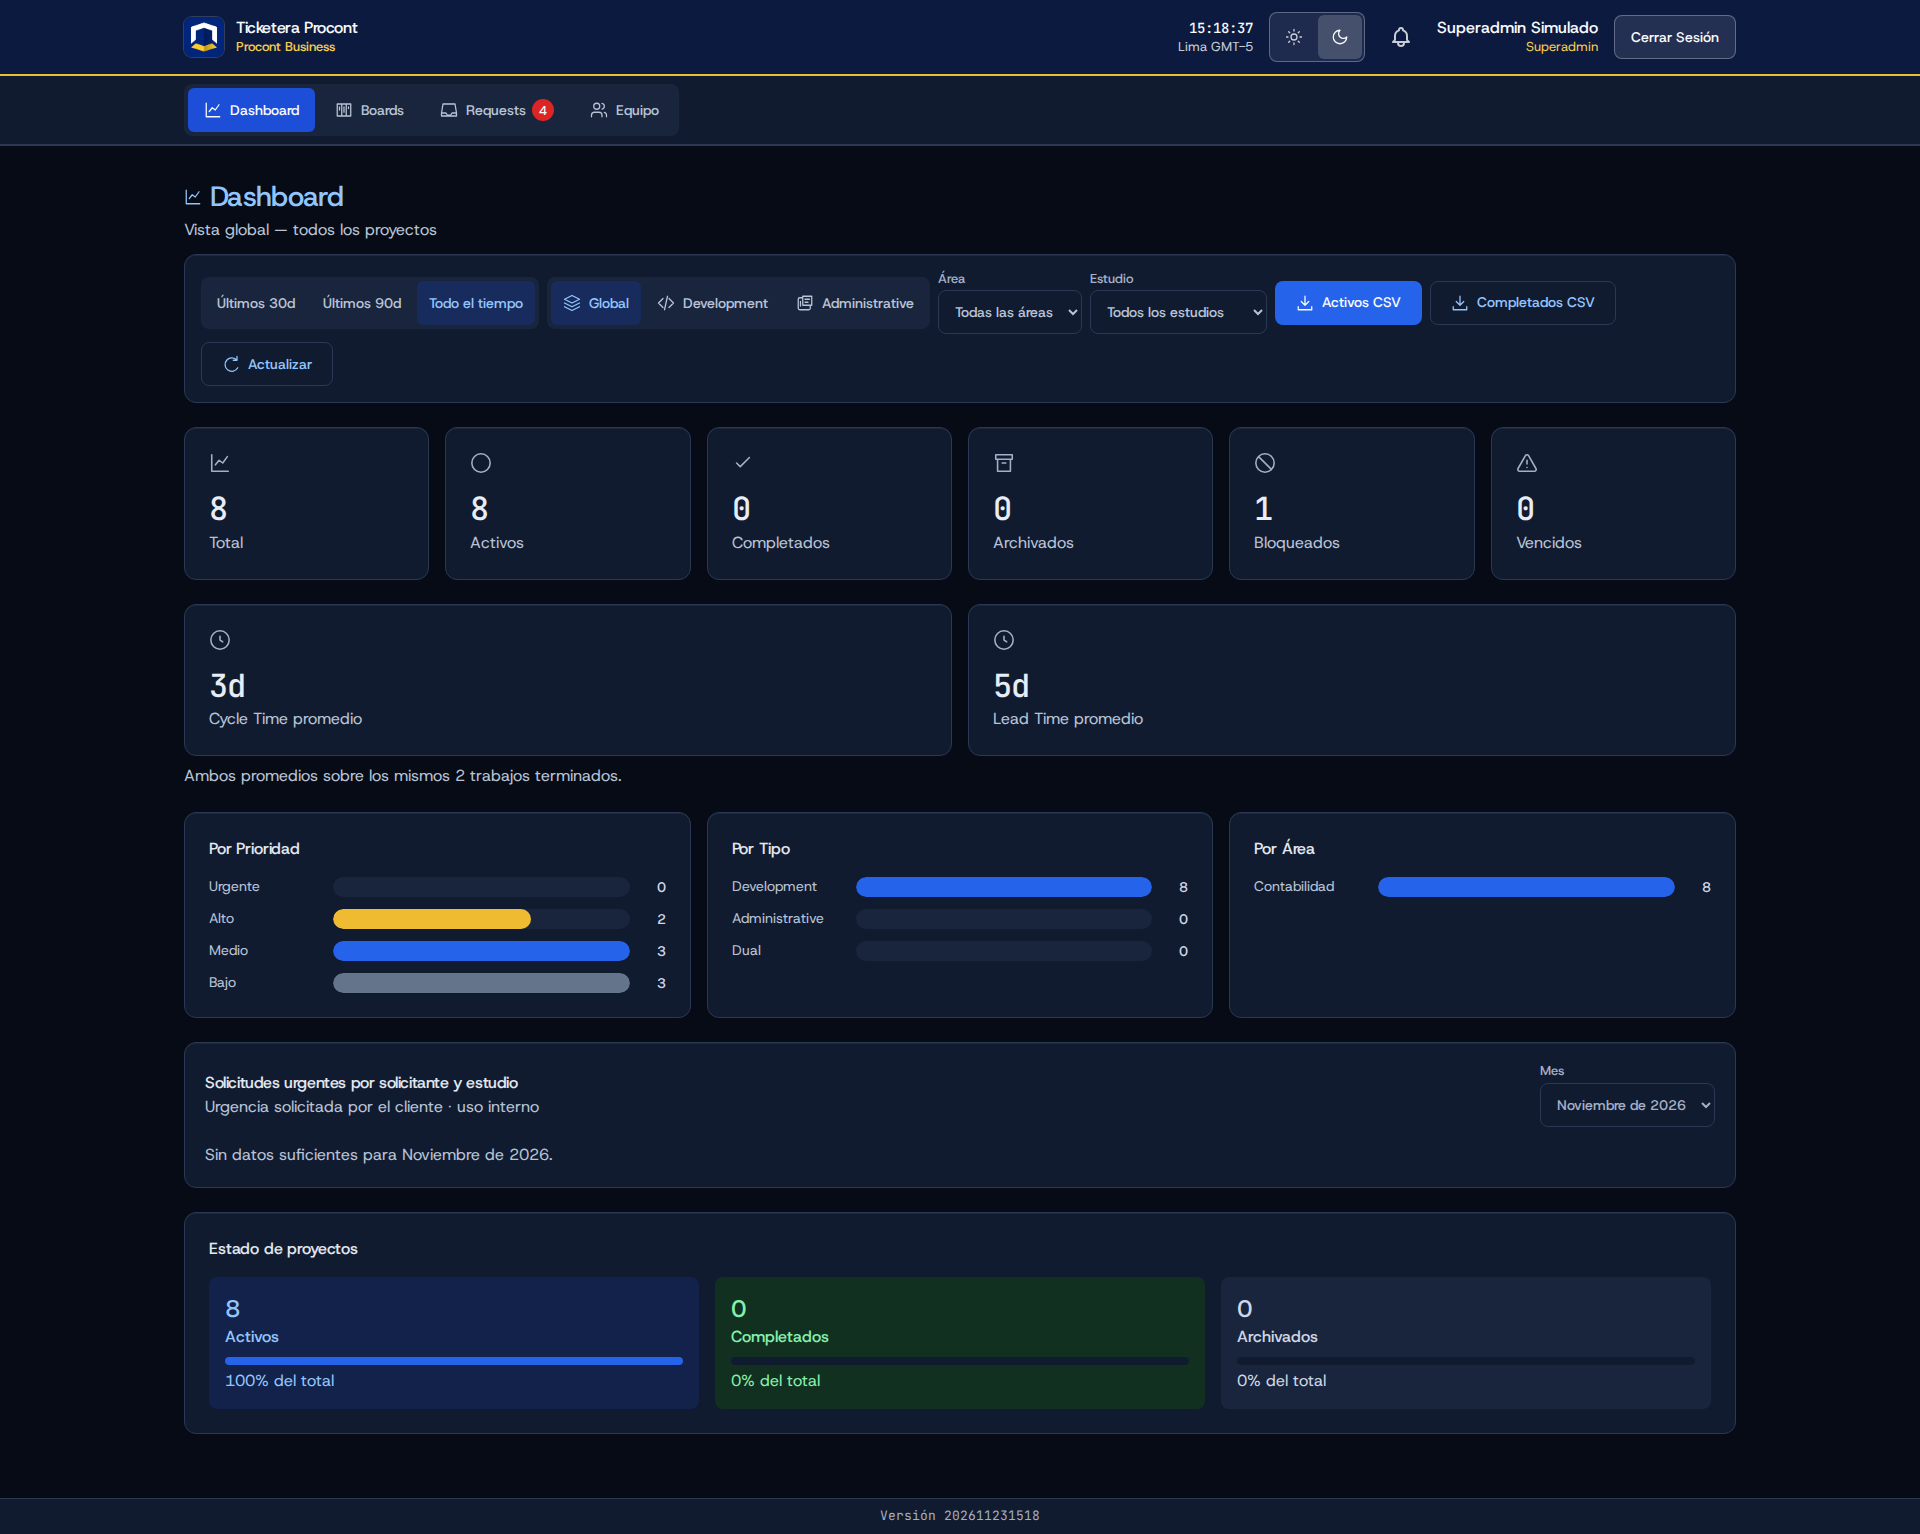 Ticketera Procont
Procont Business
15:18:37
Lima GMT-5
Superadmin Simulado
Superadmin
Cerrar Sesión
Dashboard
Boards
Requests 4
Equipo
Dashboard
Vista global — todos los proyectos
Últimos 30d
Últimos 90d
Todo el tiempo
Global
Development
Administrative
Área
Todas las áreas
Estudio
Todos los estudios
Activos CSV
Completados CSV
Actualizar
8
Total
8
Activos
0
Completados
0
Archivados
1
Bloqueados
0
Vencidos
3d
Cycle Time promedio
5d
Lead Time promedio
Ambos promedios sobre los mismos 2 trabajos terminados.
Por Prioridad
Urgente 0
Alto 2
Medio 3
Bajo 3
Por Tipo
Development 8
Administrative 0
Dual 0
Por Área
Contabilidad 8
Solicitudes urgentes por solicitante y estudio
Urgencia solicitada por el cliente · uso interno
Mes
Noviembre de 2026
Sin datos suficientes para Noviembre de 2026.
Estado de proyectos
8
Activos
100% del total
0
Completados
0% del total
0
Archivados
0% del total
Versión 202611231518